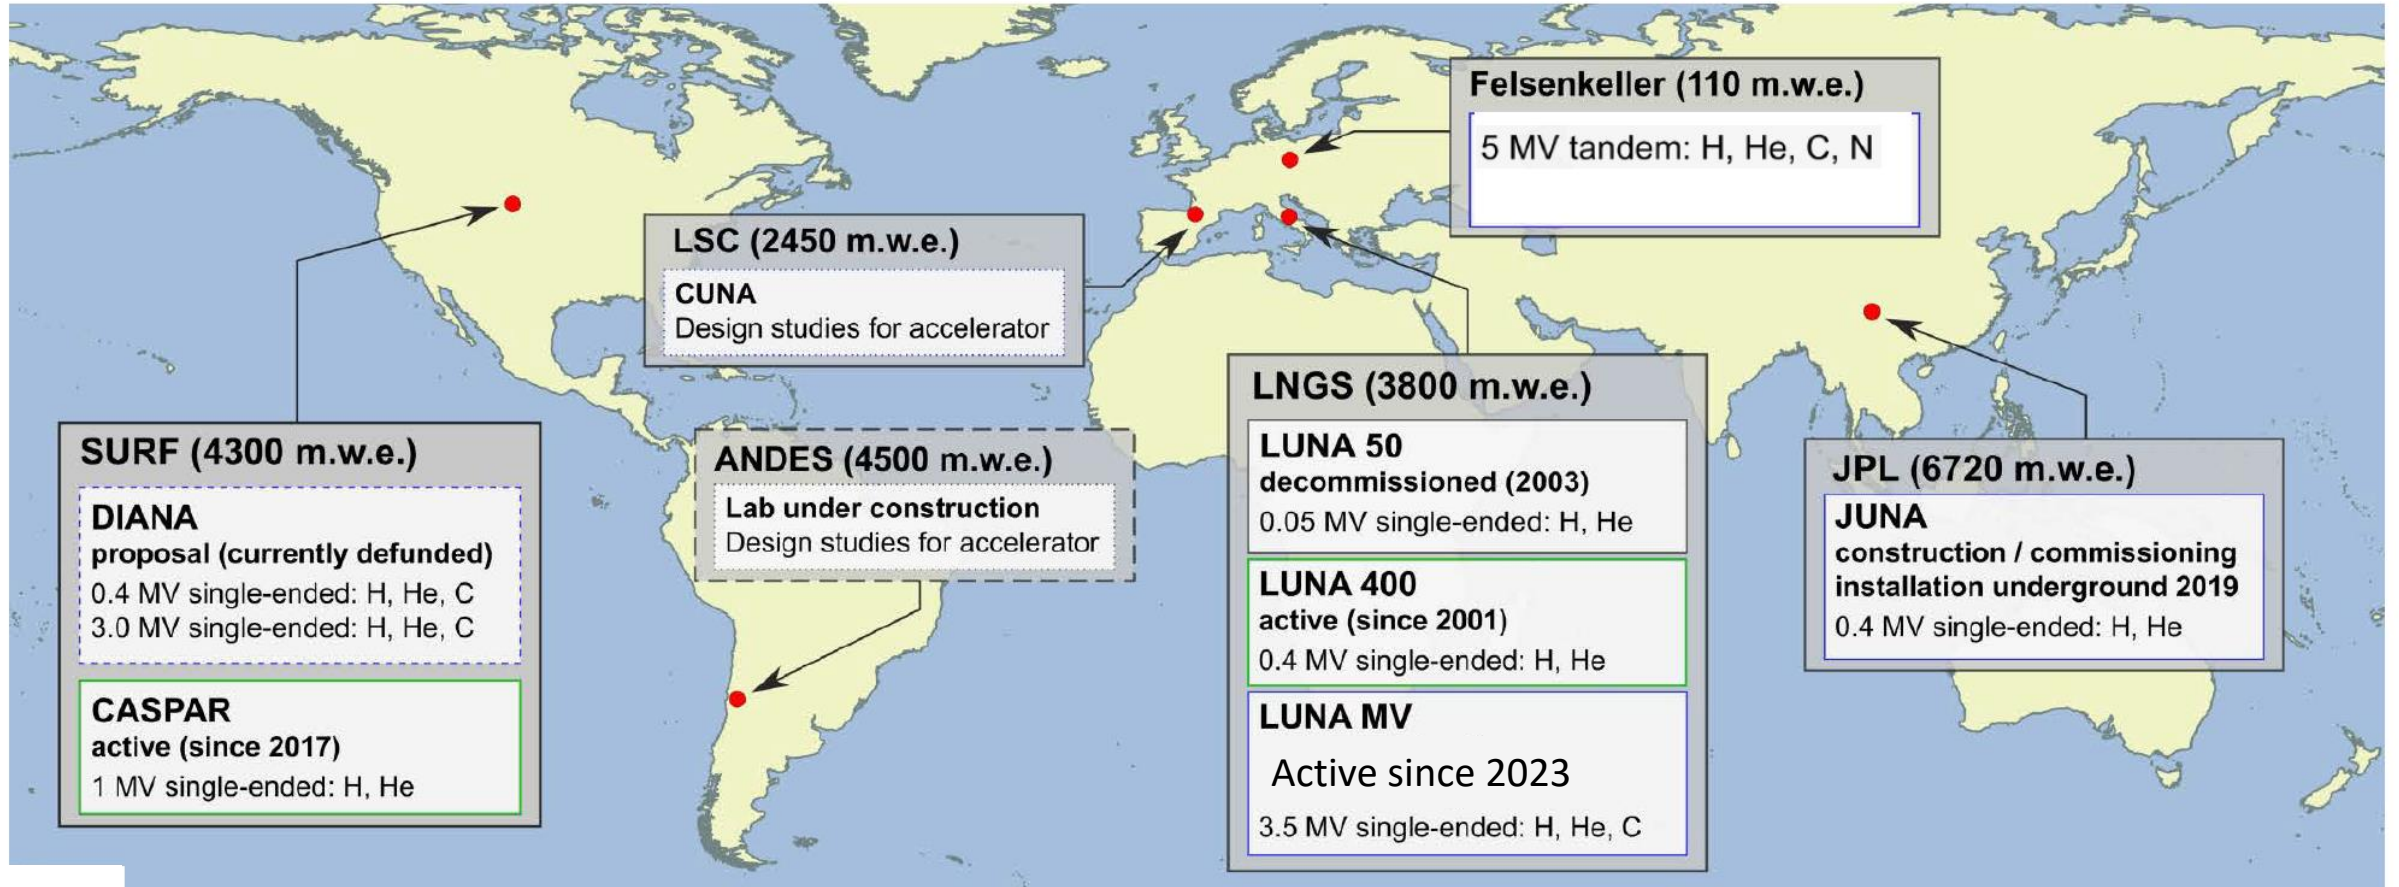 Felsenkeller (110 m.w.e.)
5 MV tandem: H, He, C, N
LSC (2450 m.w.e.)
CUNA
Design studies for accelerator
SURF (4300 m.w.e.)
DIANA
proposal (currently defunded)
0.4 MV single-ended: H, He, C
3.0 MV single-ended: H, He, C
CASPAR
active (since 2017)
1 MV single-ended: H, He
ANDES (4500 m.w.e.)
Lab under construction
Design studies for accelerator
LNGS (3800 m.w.e.)
LUNA 50
decommissioned (2003)
0.05 MV single-ended: H, He
LUNA 400
active (since 2001)
0.4 MV single-ended: H, He
LUNA MV
Active since 2023
3.5 MV single-ended: H, He, C
JPL (6720 m.w.e.)
JUNA
construction / commissioning
installation underground 2019
0.4 MV single-ended: H, He